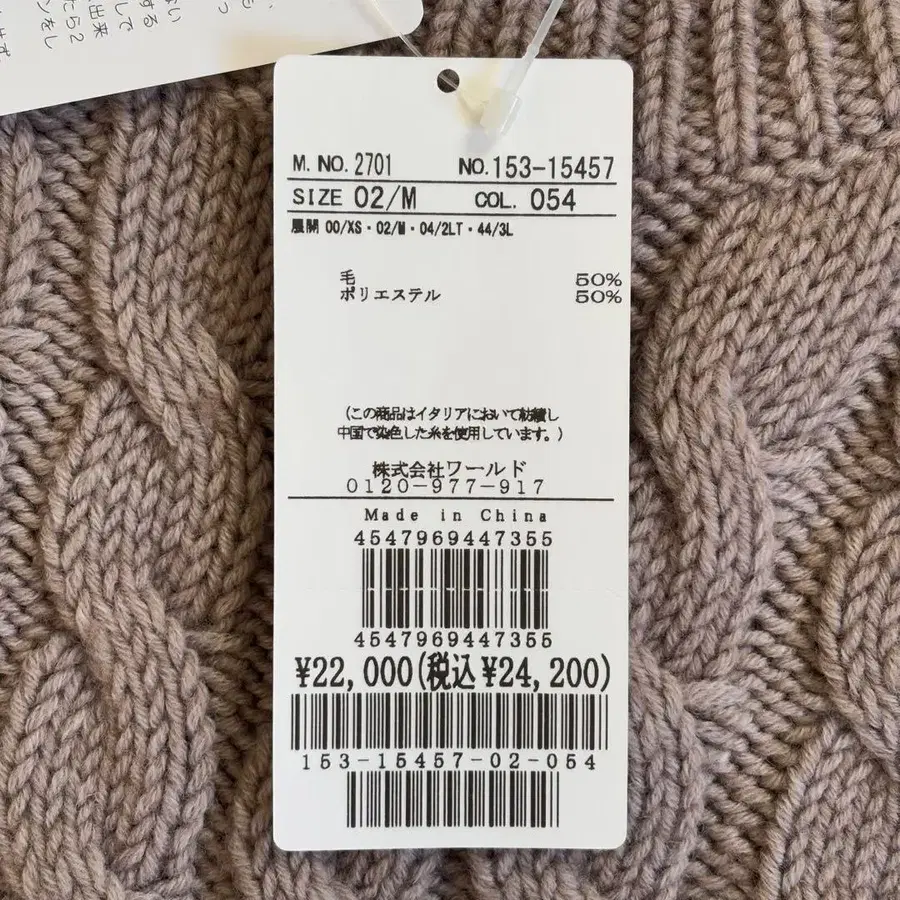 M. NO. 2701 NO. 153-15457
SIZE 02/M COL. 054
展開 00/XS・02/M・04/2LT・44/3L
毛 50%
ポリエステル 50%
(この商品はイタリアにおいて紡績し
中国で染色した糸を使用しています。)
株式会社ワールド
0120-977-917
Made in China
4547969447355
4547969447355
¥22,000(税込¥24,200)
153-15457-02-054